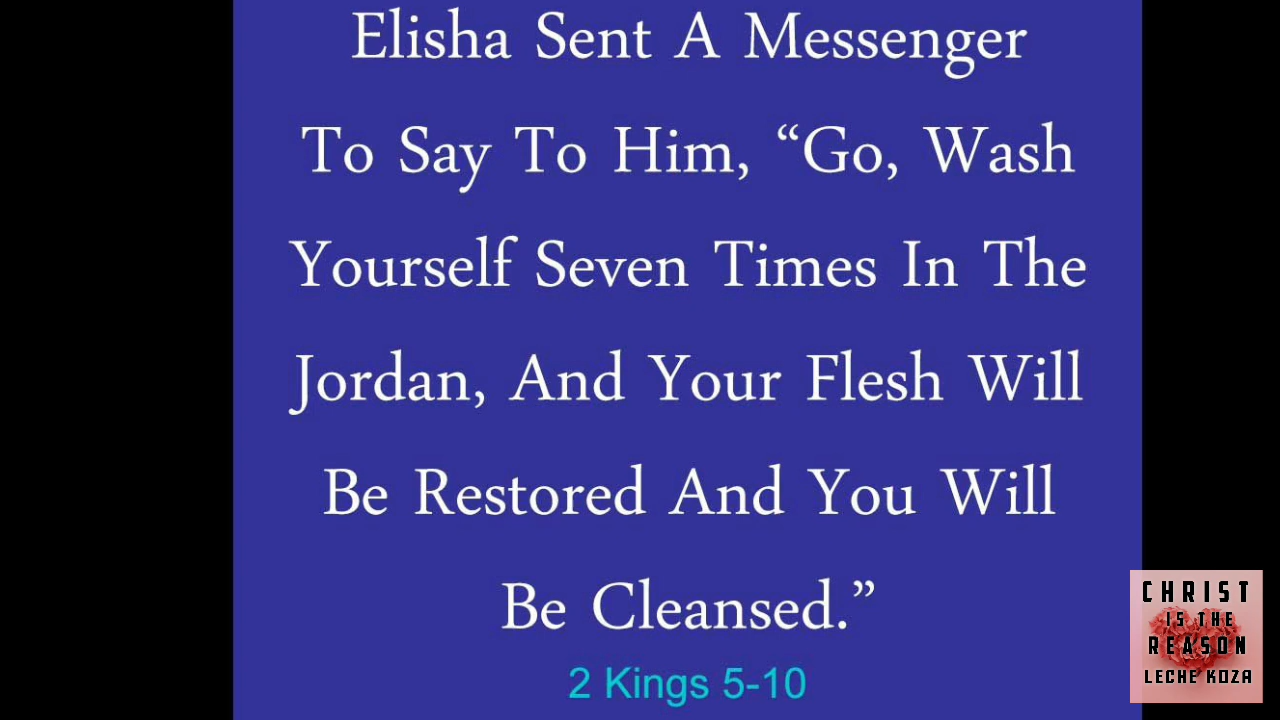 Elisha Sent A Messenger
To Say To Him, “Go, Wash
Yourself Seven Times In The
Jordan, And Your Flesh Will
Be Restored And You Will
Be Cleansed.”
2 Kings 5-10
CHRIST
IS THE
REASON
LECHE KOZA